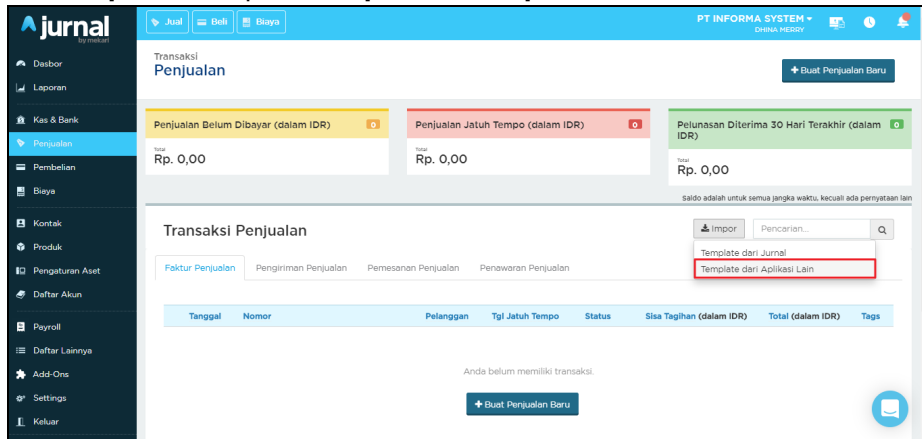 jurnal
by mekari
Jual
Beli
Biaya
PT INFORMA SYSTEM
DHINA MERRY
Dasbor
Laporan
Kas & Bank
Penjualan
Pembelian
Biaya
Kontak
Produk
Pengaturan Aset
Daftar Akun
Payroll
Daftar Lainnya
Add-Ons
Settings
Keluar
Transaksi
Penjualan
+ Buat Penjualan Baru
Penjualan Belum Dibayar (dalam IDR) 0
Total
Rp. 0,00
Penjualan Jatuh Tempo (dalam IDR) 0
Total
Rp. 0,00
Pelunasan Diterima 30 Hari Terakhir (dalam 0
IDR)
Total
Rp. 0,00
Saldo adalah untuk semua jangka waktu, kecuali ada pernyataan lain
Transaksi Penjualan
Impor
Pencarian...
Template dari Jurnal
Template dari Aplikasi Lain
Faktur Penjualan Pengiriman Penjualan Pemesanan Penjualan Penawaran Penjualan
Tanggal Nomor Pelanggan Tgl Jatuh Tempo Status Sisa Tagihan (dalam IDR) Total (dalam IDR) Tags
Anda belum memiliki transaksi.
+ Buat Penjualan Baru